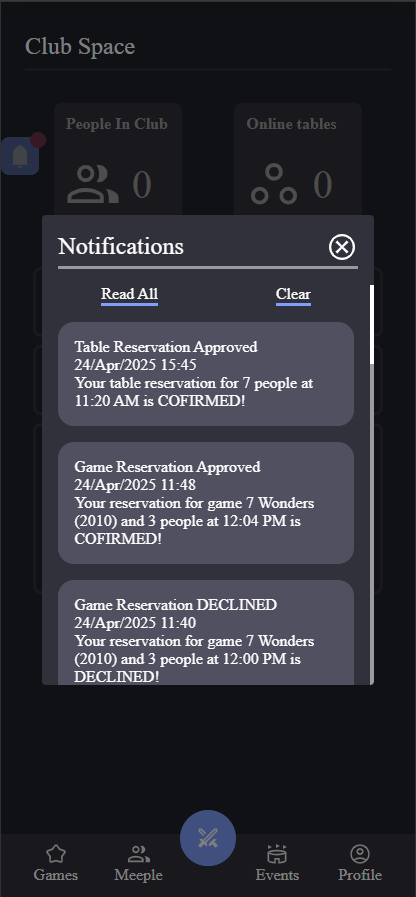 Club Space
People In Club
Online tables
0
0
Notifications
Read All
Clear
Table Reservation Approved
24/Apr/2025 15:45
Your table reservation for 7 people at
11:20 AM is COFIRMED!
Game Reservation Approved
24/Apr/2025 11:48
Your reservation for game 7 Wonders
(2010) and 3 people at 12:04 PM is
COFIRMED!
Game Reservation DECLINED
24/Apr/2025 11:40
Your reservation for game 7 Wonders
(2010) and 3 people at 12:00 PM is
DECLINED!
Games
Meeple
Events
Profile